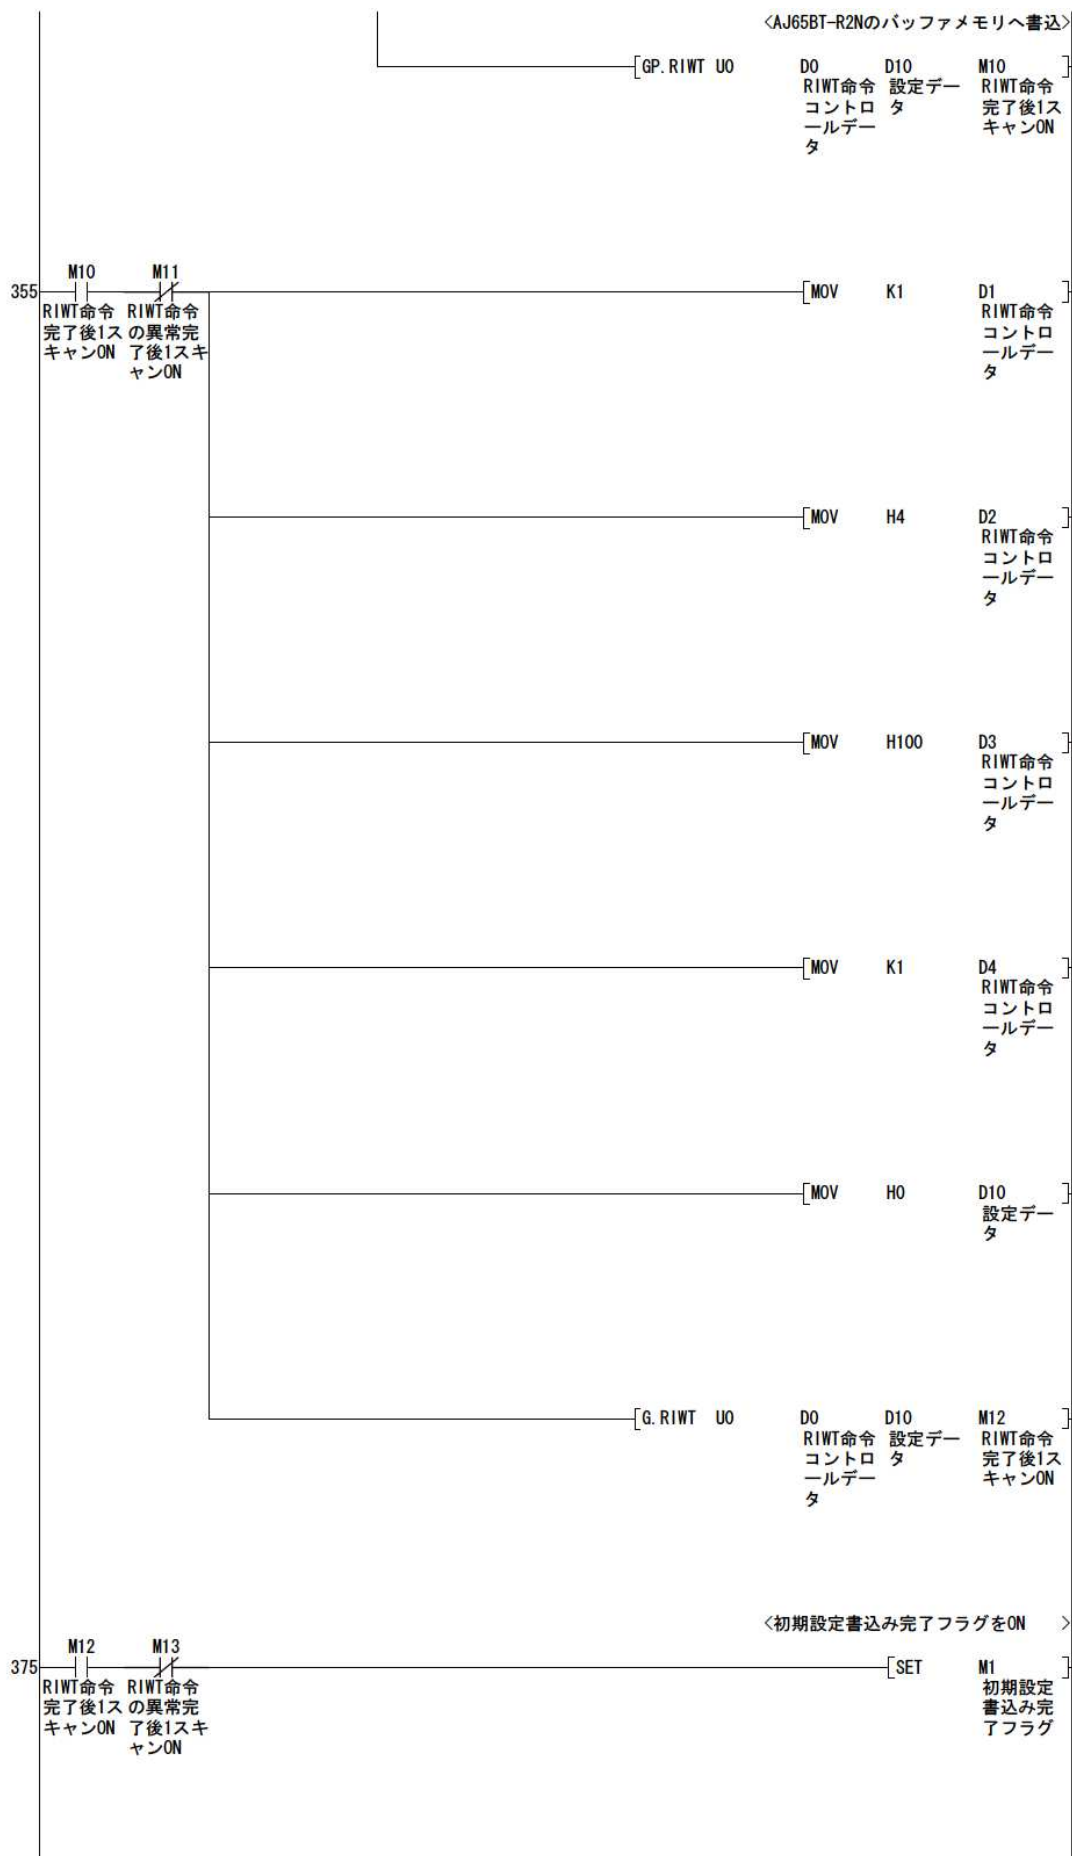 <AJ65BT-R2Nのバッファメモリへ書込>
GP.RIWT U0 D0 D10 M10
RIWT命令 設定デー RIWT命令
コントロ タ 完了後1ス
ールデー キャンON
タ
M10 M11
355 MOV K1 D1
RIWT命令 RIWT命令 RIWT命令
完了後1ス の異常完 コントロ
キャンON 了後1スキ ールデー
ャンON タ
MOV H4 D2
RIWT命令
コントロ
ールデー
タ
MOV H100 D3
RIWT命令
コントロ
ールデー
タ
MOV K1 D4
RIWT命令
コントロ
ールデー
タ
MOV H0 D10
設定デー
タ
G.RIWT U0 D0 D10 M12
RIWT命令 設定デー RIWT命令
コントロ タ 完了後1ス
ールデー キャンON
タ
<初期設定書込み完了フラグをON >
M12 M13
375 SET M1
RIWT命令 RIWT命令 初期設定
完了後1ス の異常完 書込み完
キャンON 了後1スキ 了フラグ
ャンON